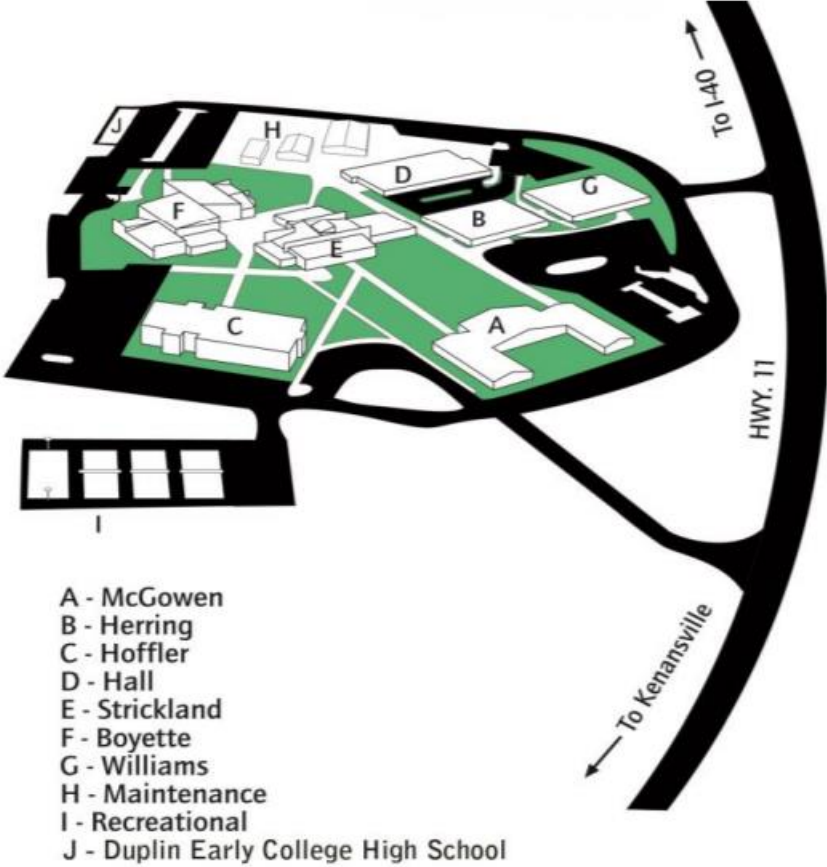 To I-40
J
H
D
G
F
B
E
C
A
HWY. 11
I
To Kenansville
A - McGowen
B - Herring
C - Hoffler
D - Hall
E - Strickland
F - Boyette
G - Williams
H - Maintenance
I - Recreational
J - Duplin Early College High School